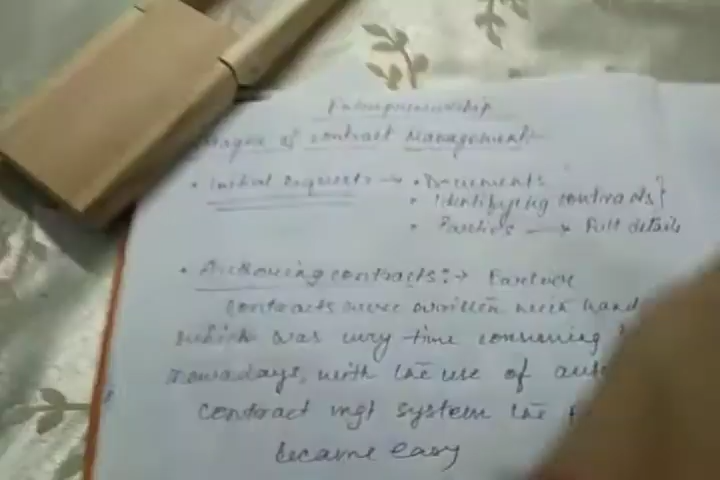 Entrepreneurship
Stages of contract Management:-
• Initial Requests → • Documents
• Identifying contracts
• Parties → Full details
• Authoring contracts:→ Earlier
contracts were written with hand
which was very time consuming
nowadays, with the use of
contract mgt system the
became easy